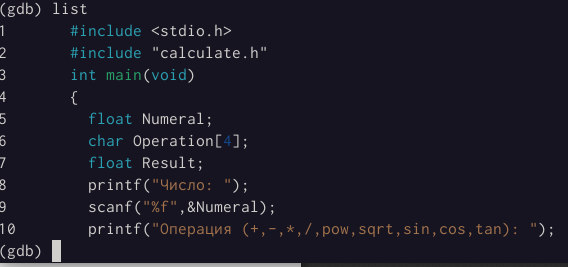 (gdb) list
1 #include <stdio.h>
2 #include "calculate.h"
3 int main(void)
4 {
5 float Numeral;
6 char Operation[4];
7 float Result;
8 printf("Число: ");
9 scanf("%f",&Numeral);
10 printf("Операция (+,-,*,/,pow,sqrt,sin,cos,tan): ");
(gdb)